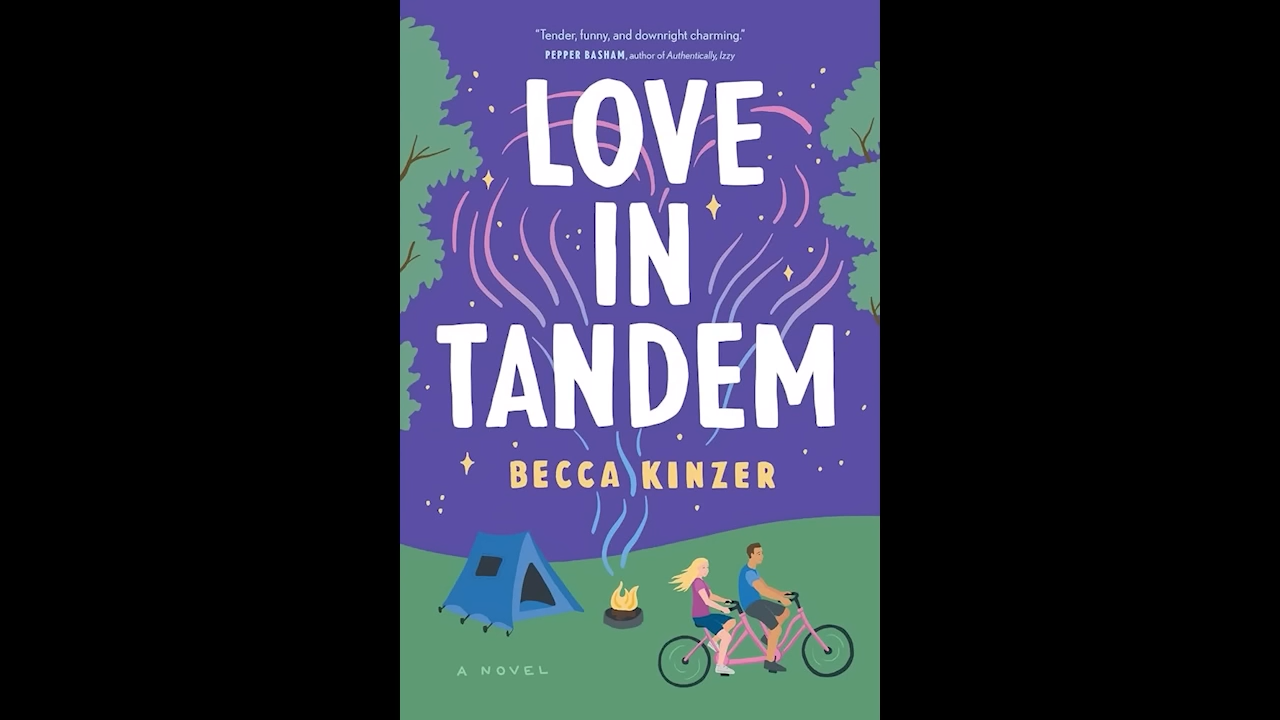 “Tender, funny, and downright charming.”
PEPPER BASHAM, author of Authentically, Izzy
LOVE
IN
TANDEM
BECCA KINZER
A NOVEL